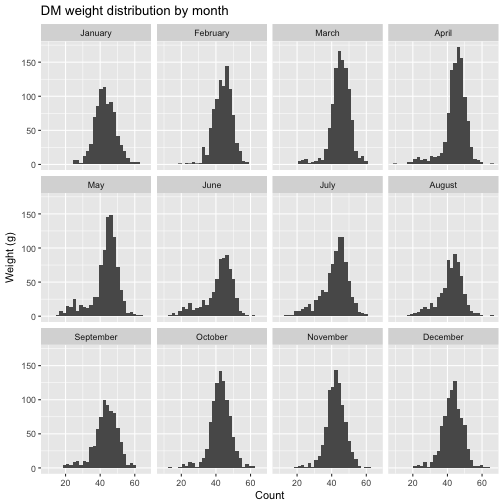 DM weight distribution by month
January February March April
150
100
50
0
May June July August
Weight (g)
150
100
50
0
September October November December
150
100
50
0
20 40 60 20 40 60 20 40 60 20 40 60
Count